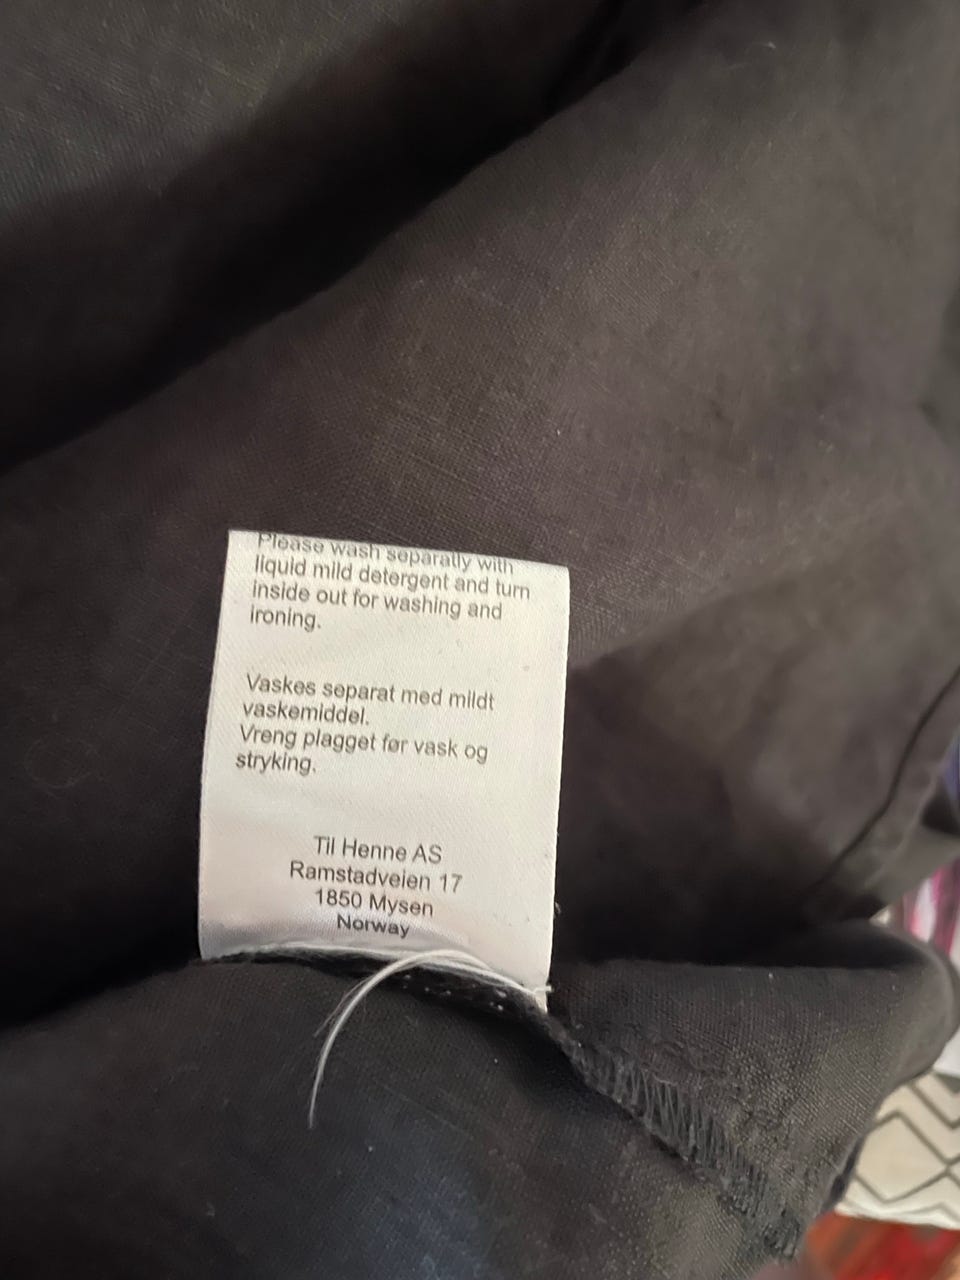 Please wash separatly with
liquid mild detergent and turn
inside out for washing and
ironing.
Vaskes separat med mildt
vaskemiddel.
Vreng plagget før vask og
stryking.
Til Henne AS
Ramstadveien 17
1850 Mysen
Norway